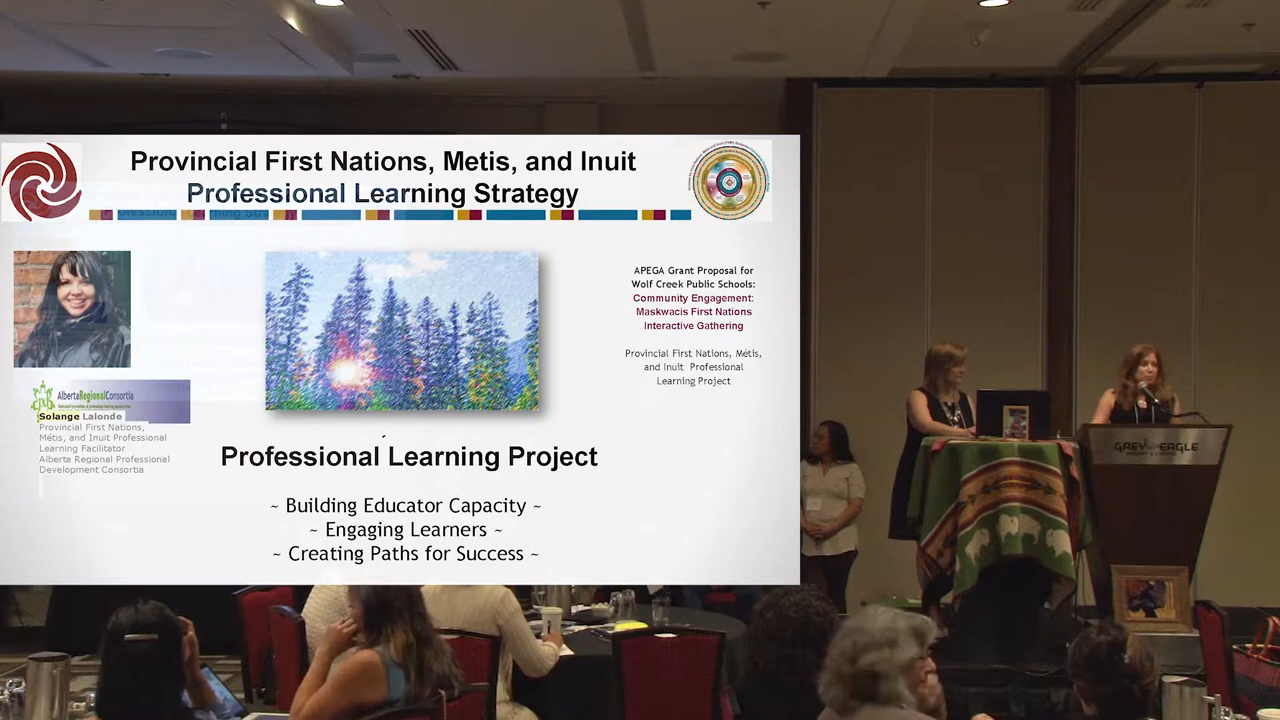 Provincial First Nations, Metis, and Inuit
Professional Learning Strategy
AlbertaRegionalConsortia
Solange Lalonde
Provincial First Nations,
Métis, and Inuit Professional
Learning Facilitator
Alberta Regional Professional
Development Consortia
APEGA Grant Proposal for
Wolf Creek Public Schools:
Community Engagement:
Maskwacis First Nations
Interactive Gathering
Provincial First Nations, Métis,
and Inuit Professional
Learning Project
Professional Learning Project
~ Building Educator Capacity ~
~ Engaging Learners ~
~ Creating Paths for Success ~
GREY EAGLE